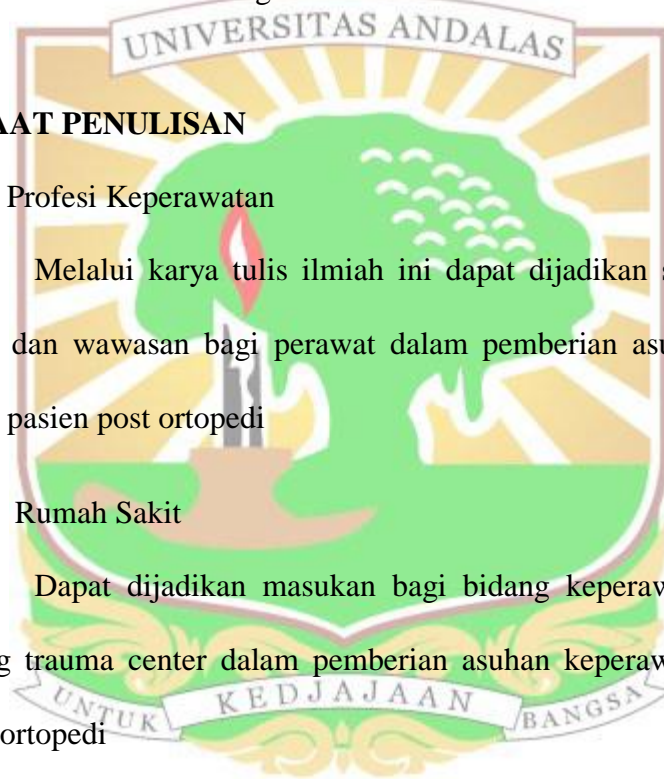 UNIVERSITAS ANDALAS
AAT PENULISAN
Profesi Keperawatan
Melalui karya tulis ilmiah ini dapat dijadikan s
dan wawasan bagi perawat dalam pemberian asu
pasien post ortopedi
Rumah Sakit
Dapat dijadikan masukan bagi bidang keperaw
g trauma center dalam pemberian asuhan keperaw
ortopedi
UNTUK KEDJAJAAN BANGSA